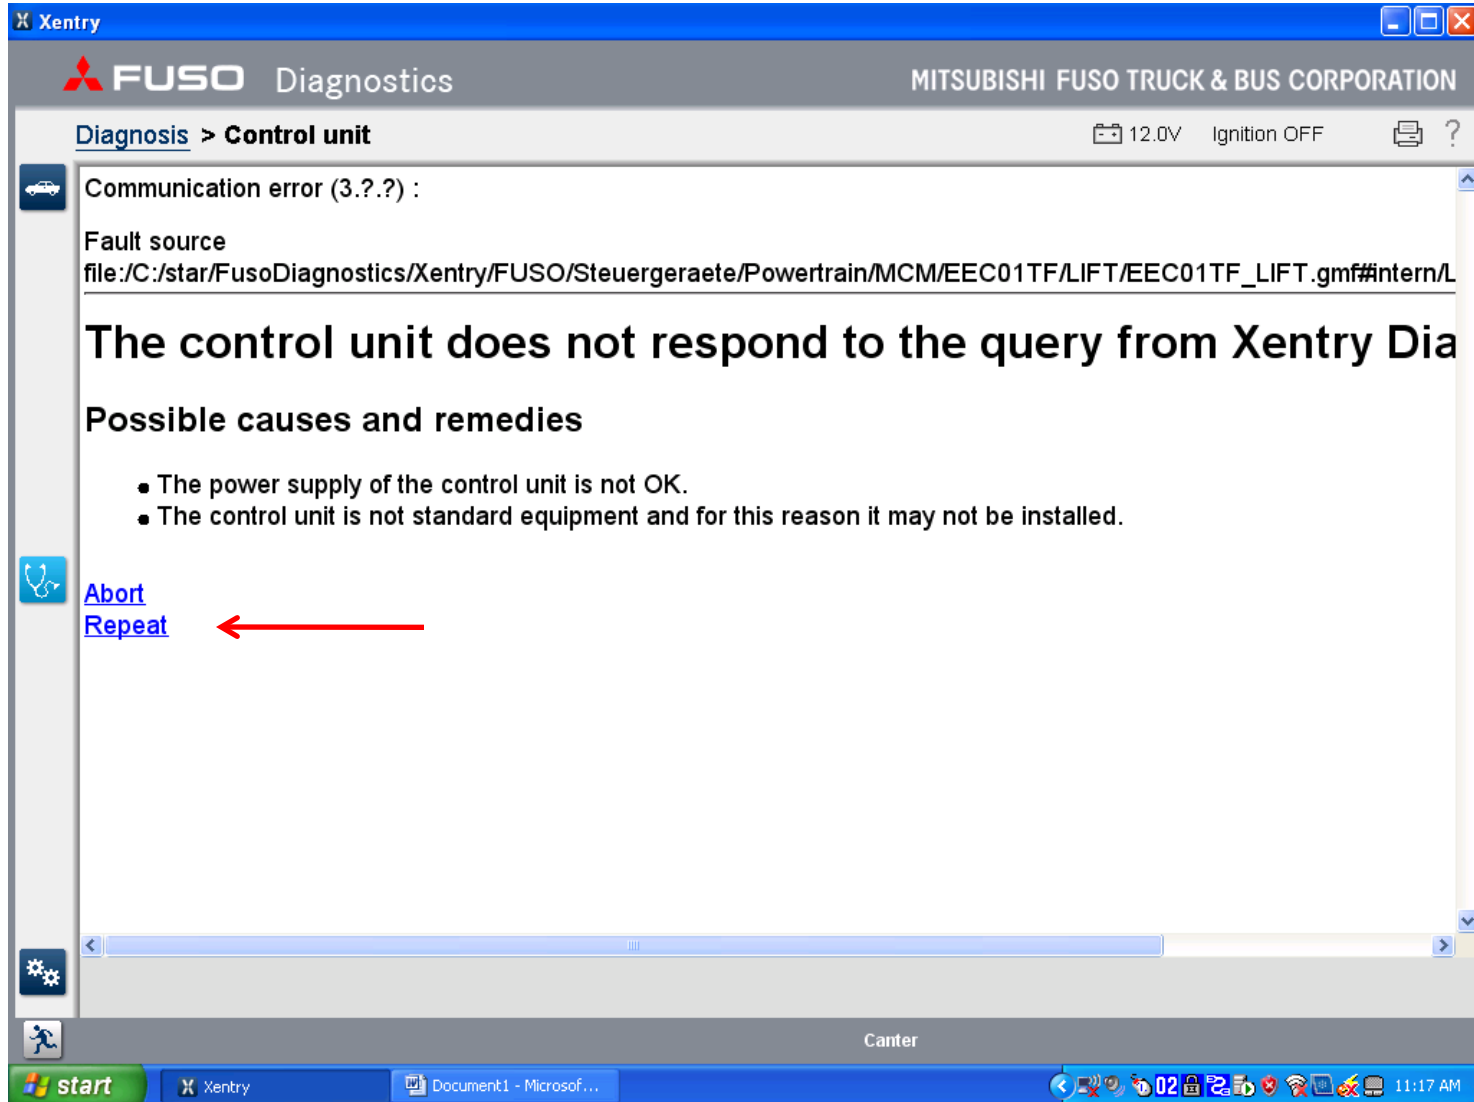 Xentry
FUSO Diagnostics MITSUBISHI FUSO TRUCK & BUS CORPORATION
Diagnosis > Control unit 12.0V Ignition OFF ?
Communication error (3.?.?) :
Fault source
file:/C:/star/FusoDiagnostics/Xentry/FUSO/Steuergeraete/Powertrain/MCM/EEC01TF/LIFT/EEC01TF_LIFT.gmf#intern/L
The control unit does not respond to the query from Xentry Dia
Possible causes and remedies
The power supply of the control unit is not OK.
The control unit is not standard equipment and for this reason it may not be installed.
Abort
Repeat
Canter
start Xentry Document1 - Microsof... 02 11:17 AM